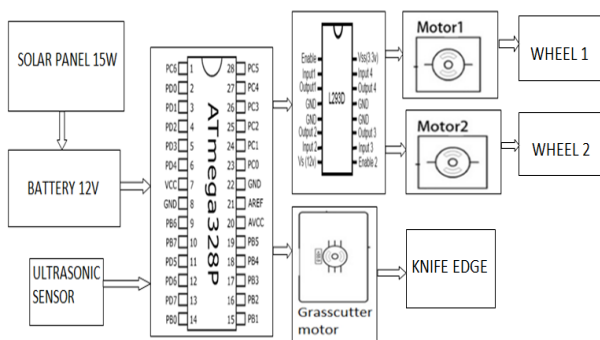 SOLAR PANEL 15W
BATTERY 12V
ULTRASONIC
SENSOR
ATmega328P
PC6 1 28 PC5
PD0 2 27 PC4
PD1 3 26 PC3
PD2 4 25 PC2
PD3 5 24 PC1
PD4 6 23 PC0
VCC 7 22 GND
GND 8 21 AREF
PB6 9 20 AVCC
PB7 10 19 PB5
PD5 11 18 PB4
PD6 12 17 PB3
PD7 13 16 PB2
PB0 14 15 PB1
L293D
Enable Vss(3.3v)
Input1 Input 4
Output1 Output 4
GND GND
GND GND
Output 2 Output 3
Input 2 Input 3
Vs (12v) Enable 2
Motor1
WHEEL 1
Motor2
WHEEL 2
Grasscutter
motor
KNIFE EDGE